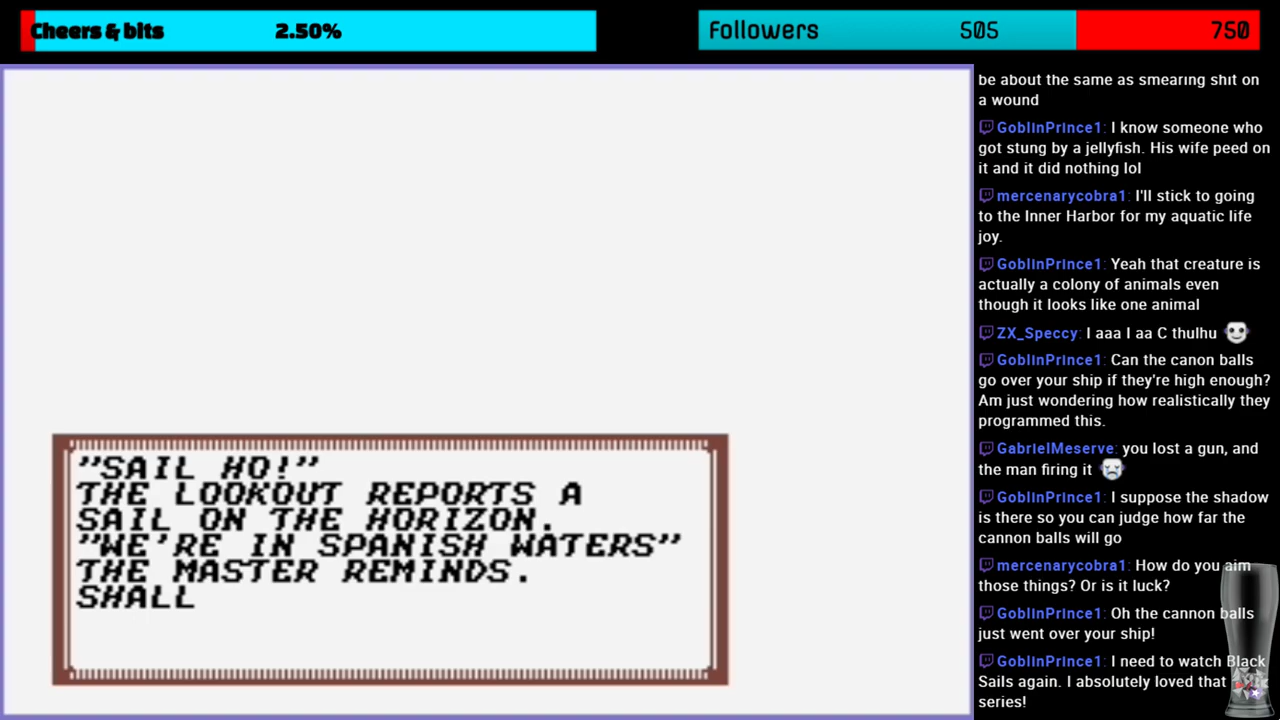 Cheers & bits 2.50%
Followers 505 750
be about the same as smearing shit on
a wound
GoblinPrince1: I know someone who
got stung by a jellyfish. His wife peed on
it and it did nothing lol
mercenarycobra1: I'll stick to going
to the Inner Harbor for my aquatic life
joy.
GoblinPrince1: Yeah that creature is
actually a colony of animals even
though it looks like one animal
ZX_Speccy: I aaa I aa C thulhu
GoblinPrince1: Can the canon balls
go over your ship if they're high enough?
Am just wondering how realistically they
programmed this.
GabrielMeserve: you lost a gun, and
the man firing it
GoblinPrince1: I suppose the shadow
is there so you can judge how far the
cannon balls will go
mercenarycobra1: How do you aim
those things? Or is it luck?
GoblinPrince1: Oh the cannon balls
just went over your ship!
GoblinPrince1: I need to watch Black
Sails again. I absolutely loved that
series!
"SAIL HO!"
THE LOOKOUT REPORTS A
SAIL ON THE HORIZON.
"WE'RE IN SPANISH WATERS"
THE MASTER REMINDS.
SHALL